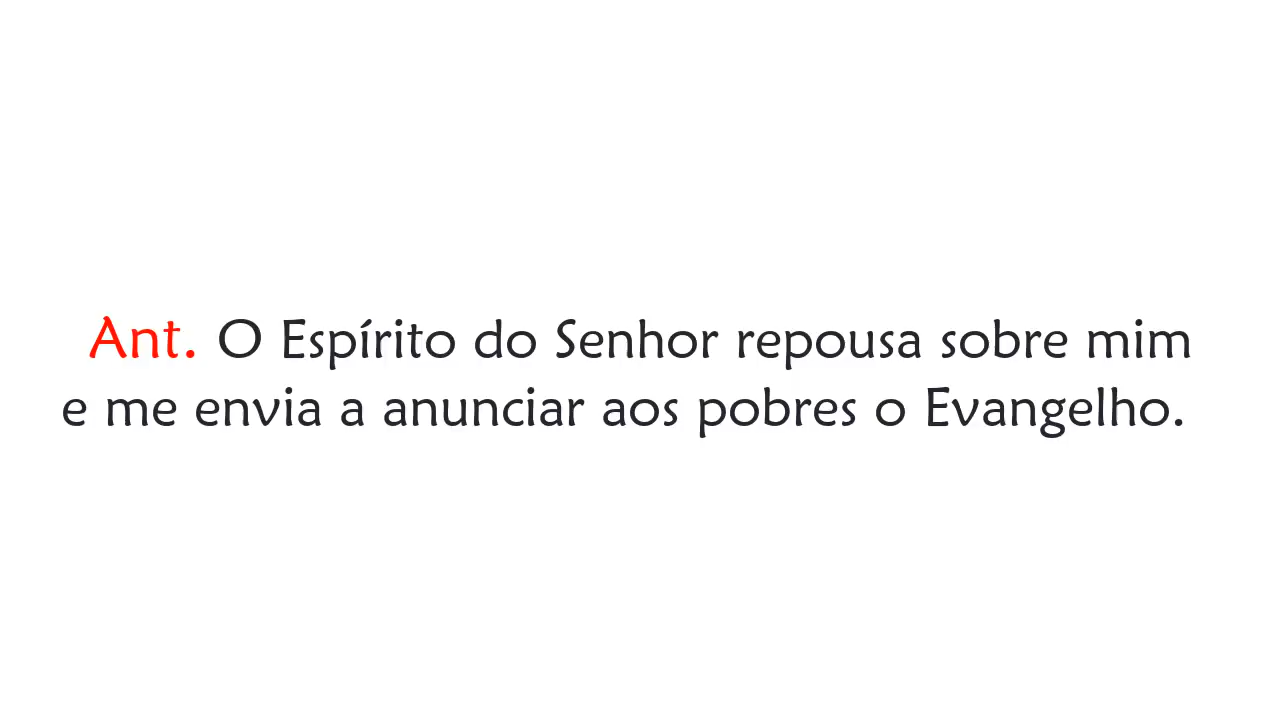 Ant. O Espírito do Senhor repousa sobre mim
e me envia a anunciar aos pobres o Evangelho.